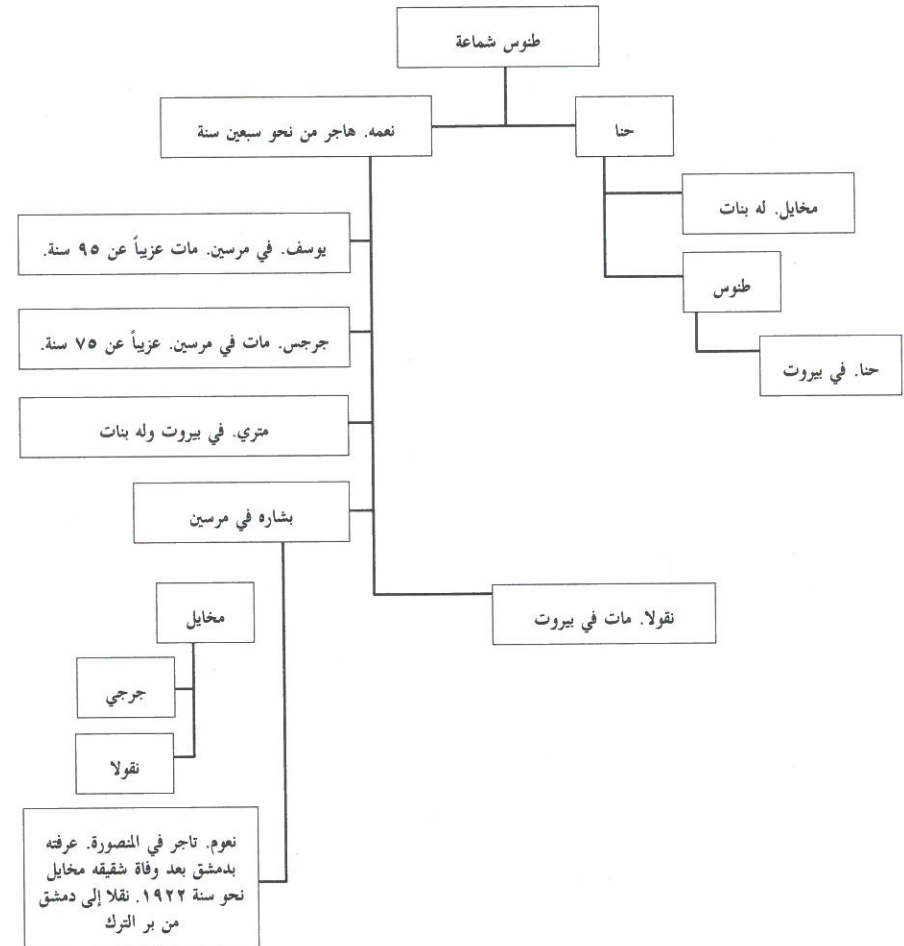 طنوس شماعة
نعمه. هاجر من نحو سبعين سنة
حنا
مخايل. له بنات
يوسف. في مرسين. مات عزيباً عن ٩٥ سنة.
طنوس
جرجس. مات في مرسين. عزيباً عن ٧٥ سنة.
حنا. في بيروت
متري. في بيروت وله بنات
بشاره في مرسين
نقولا. مات في بيروت
مخايل
جرجي
نقولا
نعوم. تاجر في المنصورة. عرفته
بدمشق بعد وفاة شقيقه مخايل
نحو سنة ١٩٢٢. نقلا إلى دمشق
من بر الترك